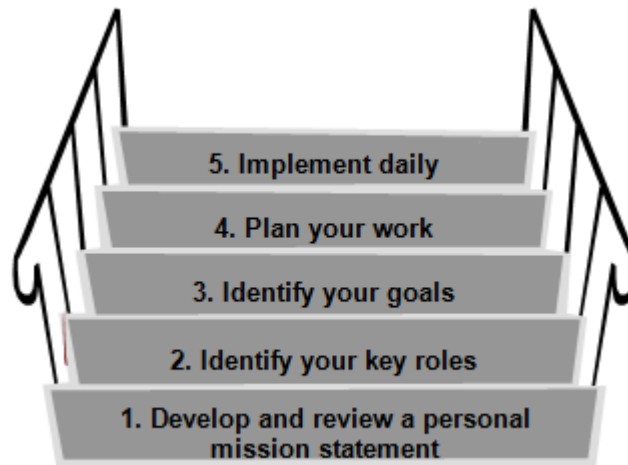 5. Implement daily
4. Plan your work
3. Identify your goals
2. Identify your key roles
1. Develop and review a personal
mission statement